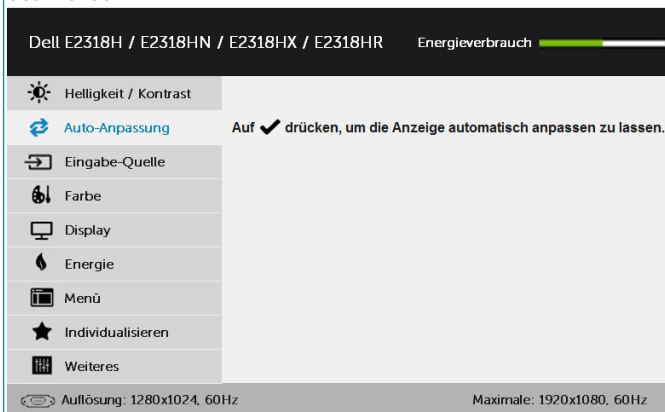 Dell E2318H / E2318HN / E2318HX / E2318HR Energieverbrauch
Helligkeit / Kontrast
Auto-Anpassung Auf ✔ drücken, um die Anzeige automatisch anpassen zu lassen.
Eingabe-Quelle
Farbe
Display
Energie
Menü
Individualisieren
Weiteres
Auflösung: 1280x1024, 60Hz Maximale: 1920x1080, 60Hz